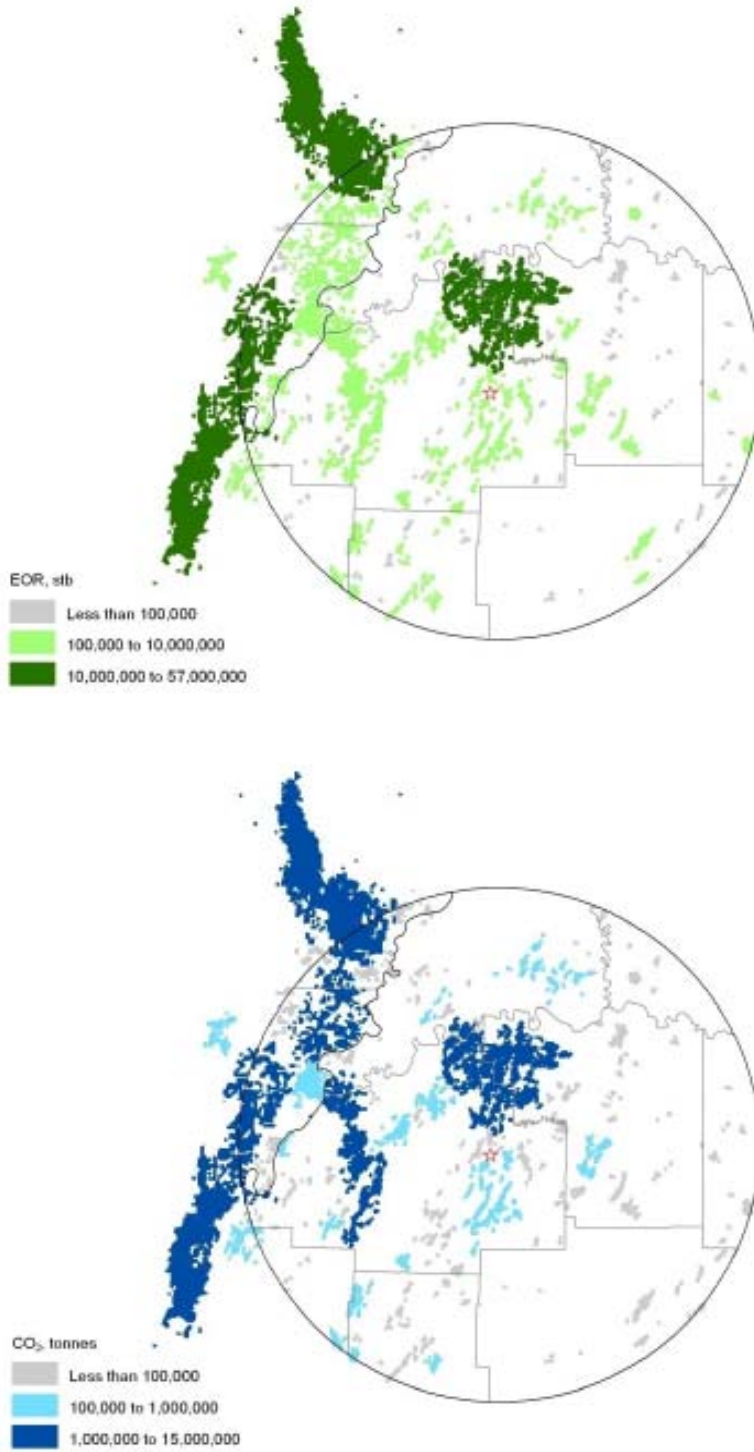 EOR, stb
Less than 100,000
100,000 to 10,000,000
10,000,000 to 57,000,000
CO₂, tonnes
Less than 100,000
100,000 to 1,000,000
1,000,000 to 15,000,000